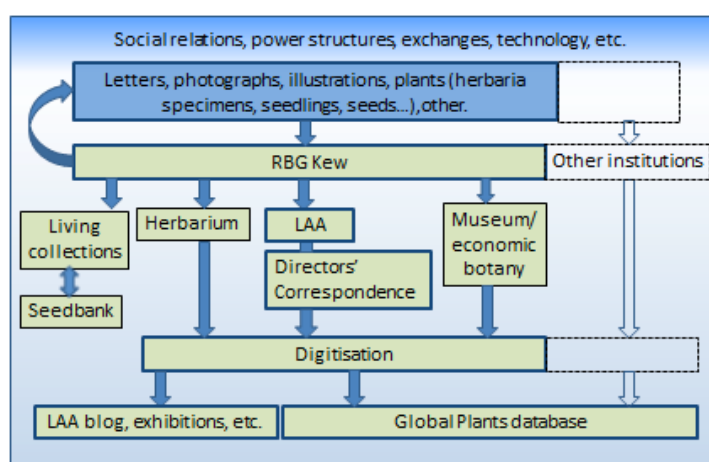 Social relations, power structures, exchanges, technology, etc.
Letters, photographs, illustrations, plants (herbaria
specimens, seedlings, seeds...),other.
RBG Kew
Other institutions
Living
collections
Herbarium
LAA
Museum/
economic
botany
Directors'
Correspondence
Seedbank
Digitisation
LAA blog, exhibitions, etc.
Global Plants database